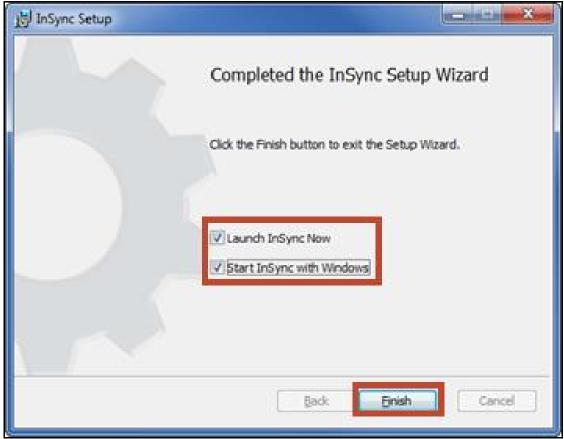 InSync Setup
Completed the InSync Setup Wizard
Click the Finish button to exit the Setup Wizard.
Launch InSync Now
Start InSync with Windows
Back Finish Cancel